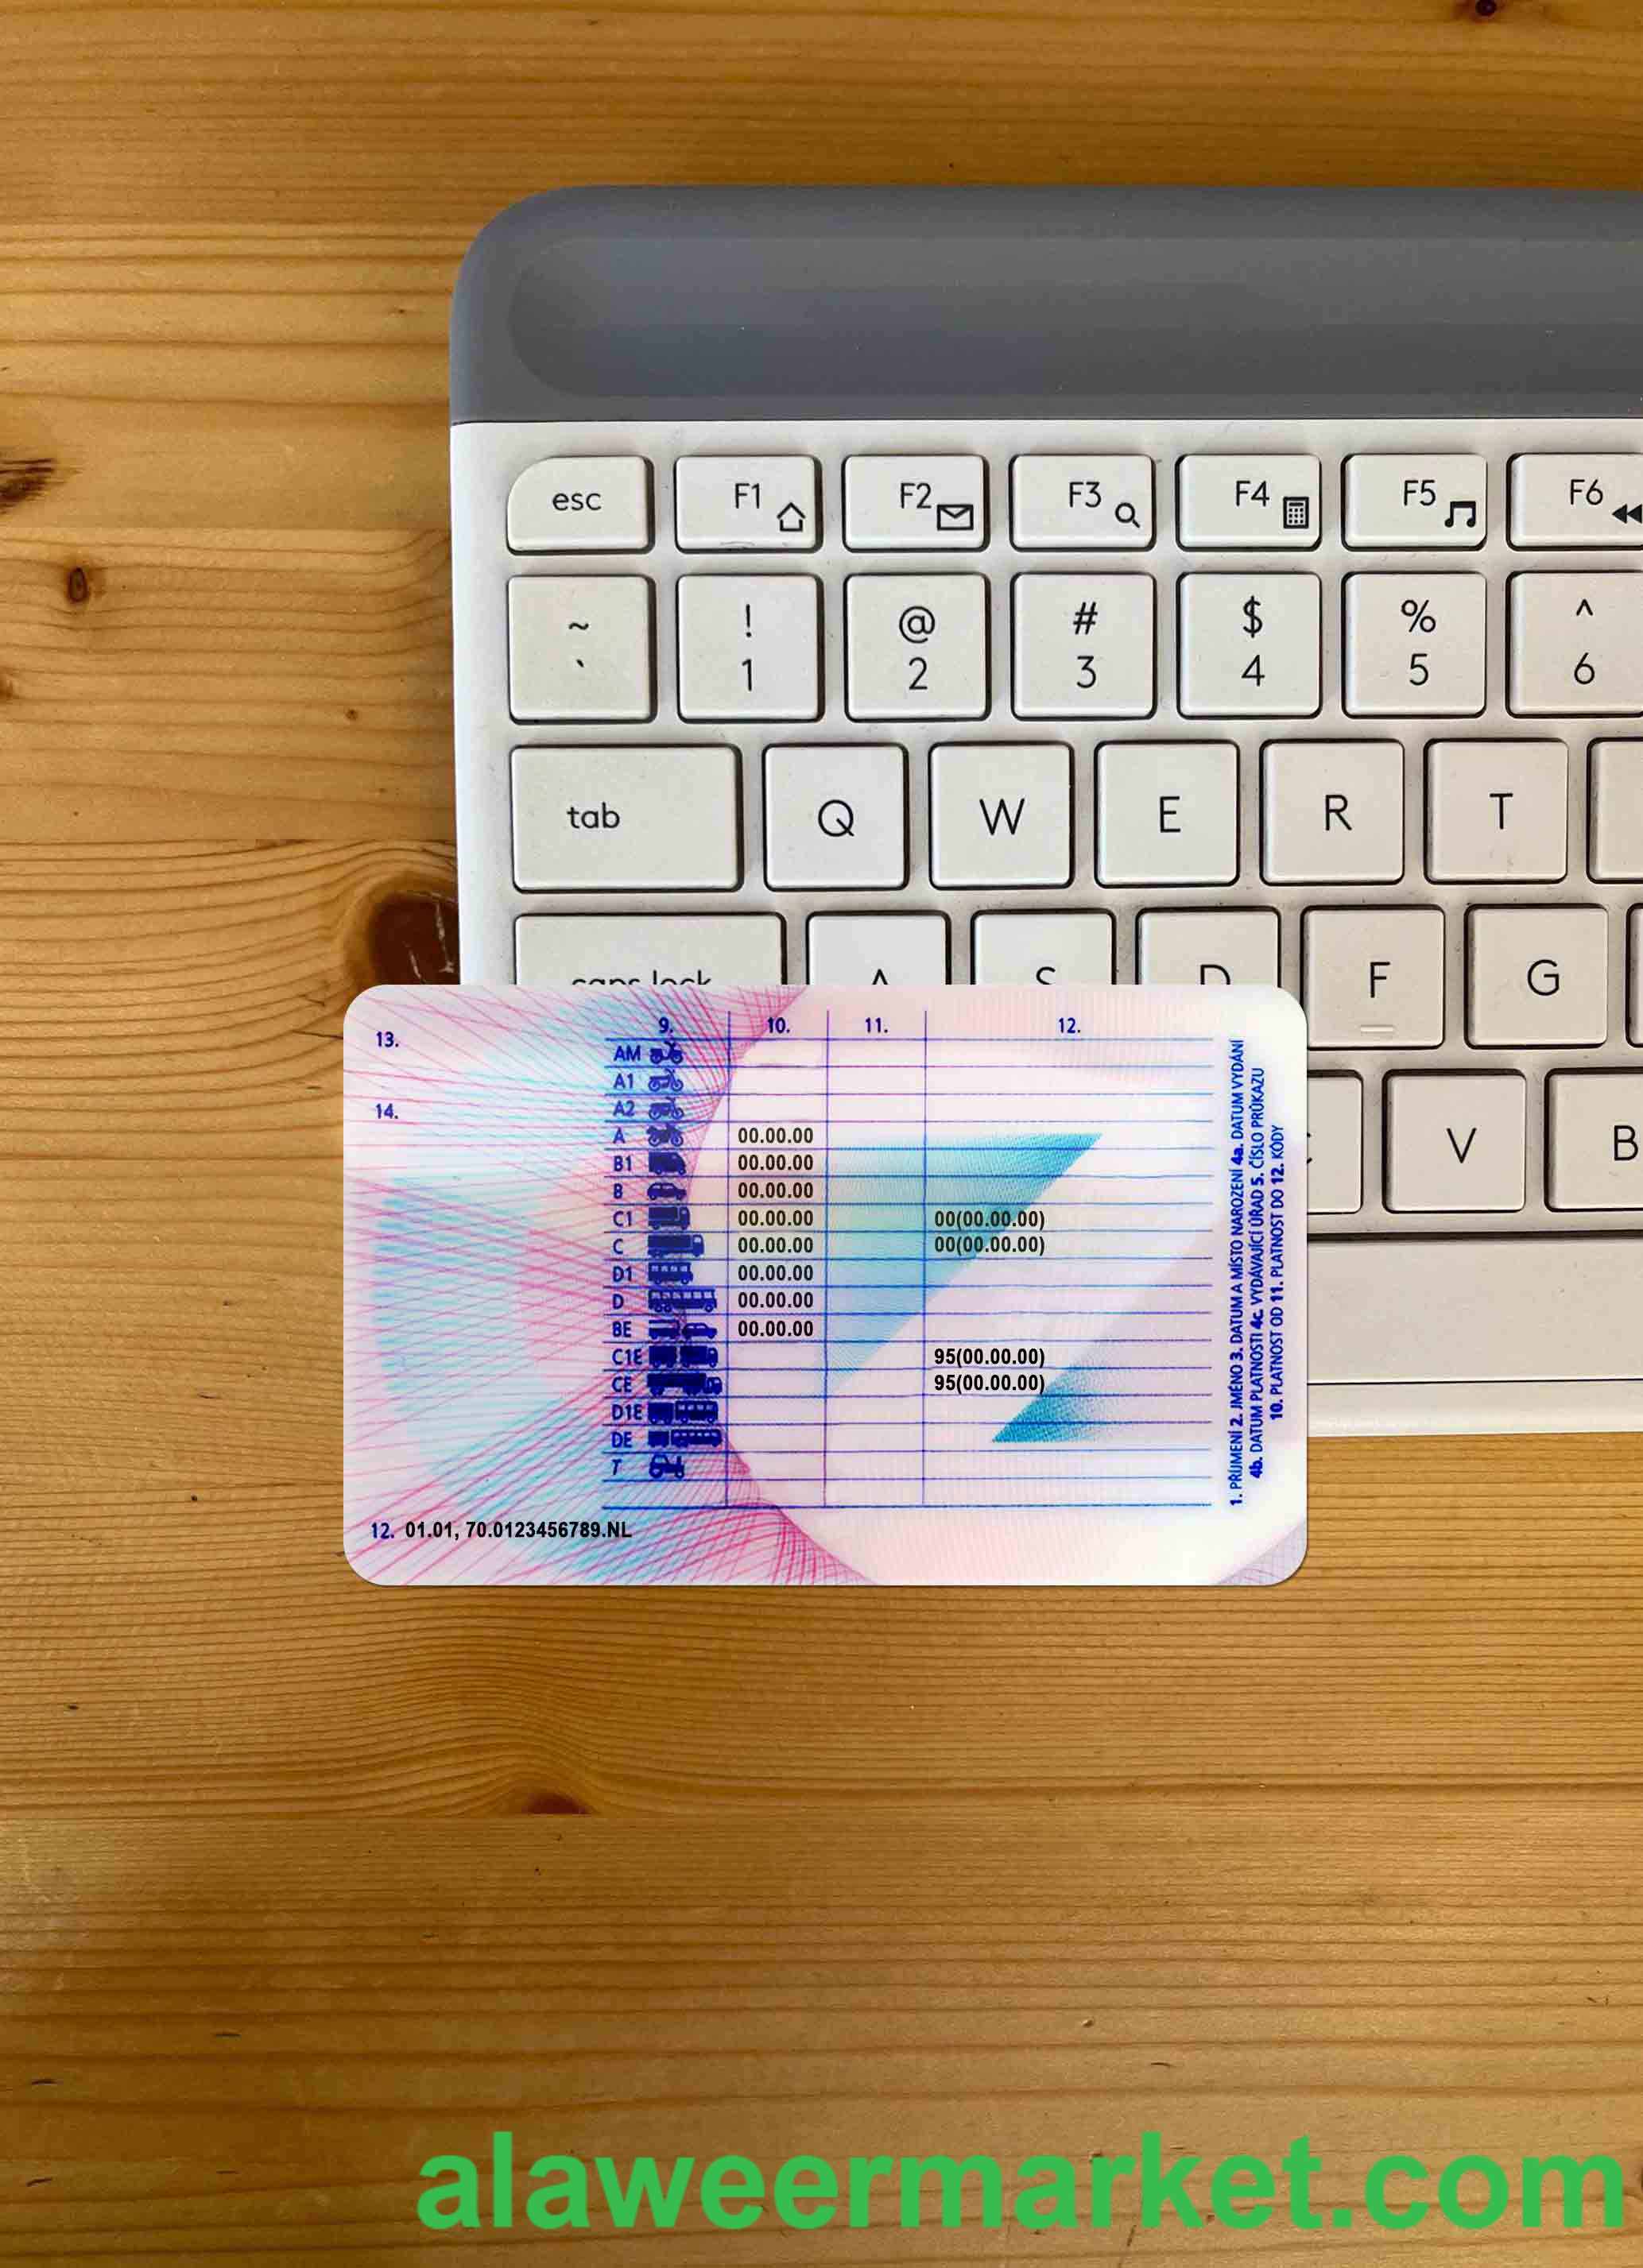 esc F1 F2 F3 F4 F5 F6
~ ! @ # $ % ^
` 1 2 3 4 5 6
tab Q W E R T
caps lock A S D F G
V B
9. 10. 11. 12.
13.
AM
A1
14.
A2
A 00.00.00
B1 00.00.00
B 00.00.00
C1 00.00.00 00(00.00.00)
C 00.00.00 00(00.00.00)
D1 00.00.00
D 00.00.00
BE 00.00.00
C1E 95(00.00.00)
CE 95(00.00.00)
D1E
DE
T
12. 01.01, 70.0123456789.NL
1. PŘÍJMENÍ 2. JMÉNO 3. DATUM A MÍSTO NAROZENÍ 4a. DATUM VYDÁNÍ
4b. DATUM PLATNOSTI 4c. VYDÁVAJÍCÍ ÚŘAD 5. ČÍSLO PRŮKAZU
10. PLATNOST OD 11. PLATNOST DO 12. KÓDY
alaweermarket.com